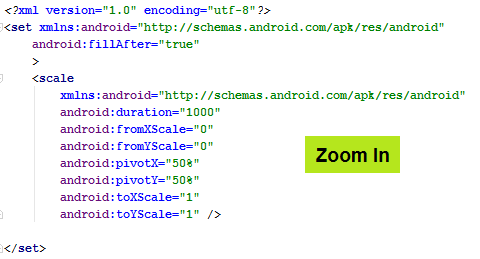 <?xml version="1.0" encoding="utf-8"?>
<set xmlns:android="http://schemas.android.com/apk/res/android"
    android:fillAfter="true"
    >
    <scale
        xmlns:android="http://schemas.android.com/apk/res/android"
        android:duration="1000"
        android:fromXScale="0"
        android:fromYScale="0"
        android:pivotX="50%"
        android:pivotY="50%"
        android:toXScale="1"
        android:toYScale="1" />
Zoom In
</set>